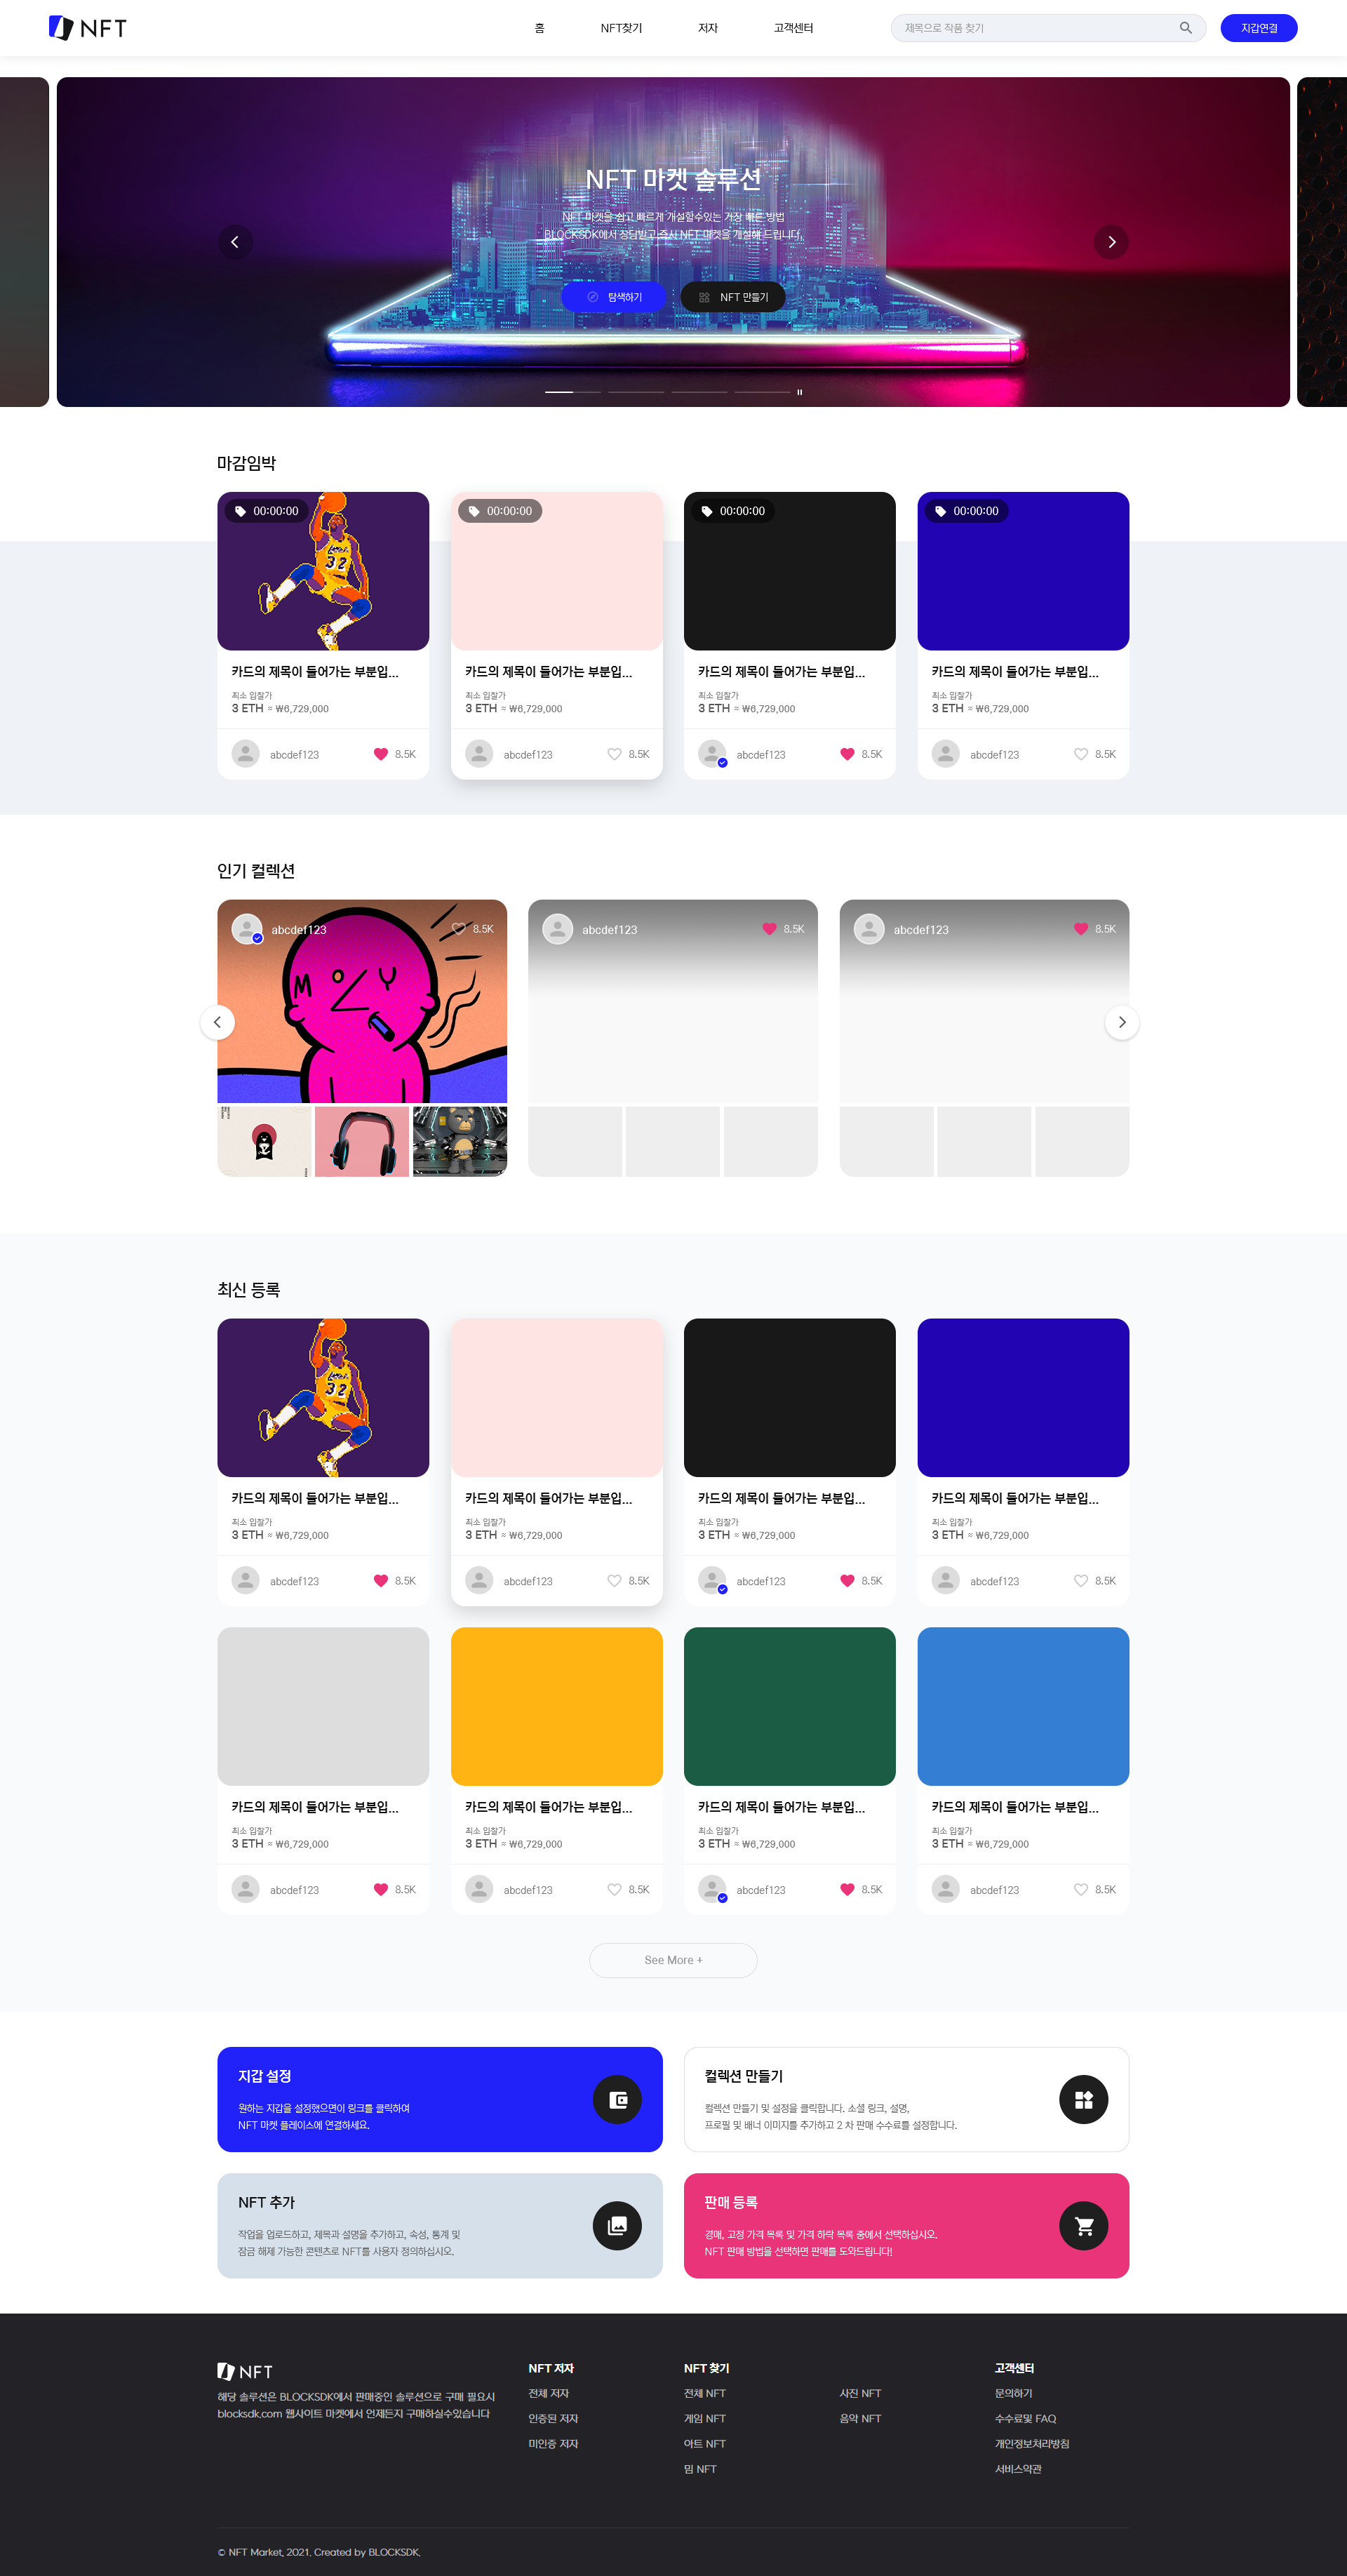 NFT
홈
NFT찾기
저자
고객센터
제목으로 작품 찾기
지갑연결
NFT 마켓 솔루션
NFT 마켓을 쉽고 빠르게 개설할수있는 가장 빠른 방법
BLOCKSDK에서 상담받고 즉시 NFT 마켓을 개설해 드립니다.
탐색하기
NFT 만들기
마감임박
00:00:00
00:00:00
00:00:00
00:00:00
카드의 제목이 들어가는 부분입...
최소 입찰가
3 ETH ≈ ₩6,729,000
abcdef123
8.5K
카드의 제목이 들어가는 부분입...
최소 입찰가
3 ETH ≈ ₩6,729,000
abcdef123
8.5K
카드의 제목이 들어가는 부분입...
최소 입찰가
3 ETH ≈ ₩6,729,000
abcdef123
8.5K
카드의 제목이 들어가는 부분입...
최소 입찰가
3 ETH ≈ ₩6,729,000
abcdef123
8.5K
인기 컬렉션
abcdef123
8.5K
abcdef123
8.5K
abcdef123
8.5K
최신 등록
카드의 제목이 들어가는 부분입...
최소 입찰가
3 ETH ≈ ₩6,729,000
abcdef123
8.5K
카드의 제목이 들어가는 부분입...
최소 입찰가
3 ETH ≈ ₩6,729,000
abcdef123
8.5K
카드의 제목이 들어가는 부분입...
최소 입찰가
3 ETH ≈ ₩6,729,000
abcdef123
8.5K
카드의 제목이 들어가는 부분입...
최소 입찰가
3 ETH ≈ ₩6,729,000
abcdef123
8.5K
카드의 제목이 들어가는 부분입...
최소 입찰가
3 ETH ≈ ₩6,729,000
abcdef123
8.5K
카드의 제목이 들어가는 부분입...
최소 입찰가
3 ETH ≈ ₩6,729,000
abcdef123
8.5K
카드의 제목이 들어가는 부분입...
최소 입찰가
3 ETH ≈ ₩6,729,000
abcdef123
8.5K
카드의 제목이 들어가는 부분입...
최소 입찰가
3 ETH ≈ ₩6,729,000
abcdef123
8.5K
See More +
지갑 설정
원하는 지갑을 설정했으면이 링크를 클릭하여
NFT 마켓 플레이스에 연결하세요.
컬렉션 만들기
컬렉션 만들기 및 설정을 클릭합니다. 소셜 링크, 설명,
프로필 및 배너 이미지를 추가하고 2 차 판매 수수료를 설정합니다.
NFT 추가
작업을 업로드하고, 제목과 설명을 추가하고, 속성, 통계 및
잠금 해제 가능한 콘텐츠로 NFT를 사용자 정의하십시오.
판매 등록
경매, 고정 가격 목록 및 가격 하락 목록 중에서 선택하십시오.
NFT 판매 방법을 선택하면 판매를 도와드립니다!
NFT
해당 솔루션은 BLOCKSDK에서 판매중인 솔루션으로 구매 필요시
blocksdk.com 웹사이트 마켓에서 언제든지 구매하실수있습니다
NFT 저자
전체 저자
인증된 저자
미인증 저자
NFT 찾기
전체 NFT
게임 NFT
아트 NFT
밈 NFT
사진 NFT
음악 NFT
고객센터
문의하기
수수료및 FAQ
개인정보처리방침
서비스약관
© NFT Market, 2021. Created by BLOCKSDK.